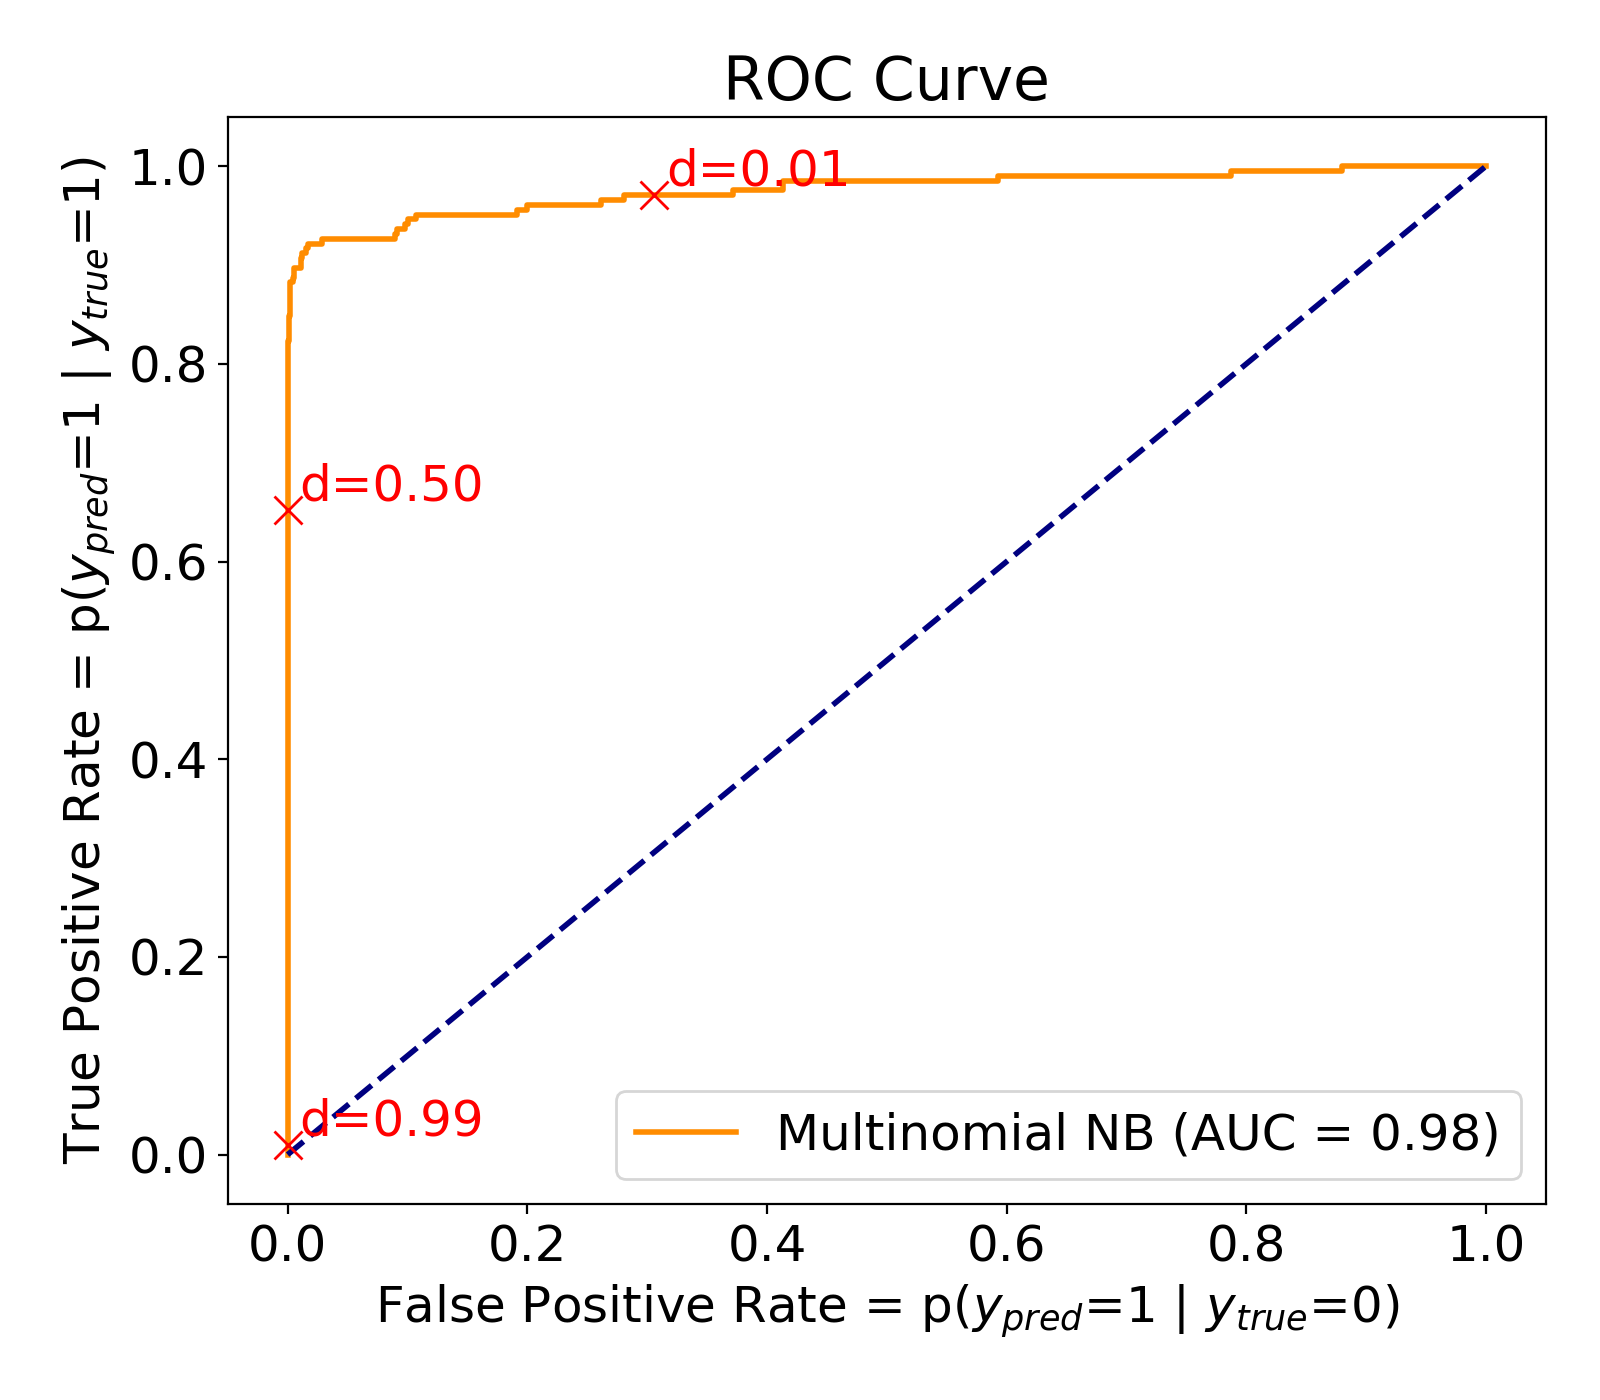 ROC Curve
True Positive Rate = p(y_pred=1 | y_true=1)
1.0
0.8
0.6
0.4
0.2
0.0
d=0.01
d=0.50
d=0.99
Multinomial NB (AUC = 0.98)
0.0 0.2 0.4 0.6 0.8 1.0
False Positive Rate = p(y_pred=1 | y_true=0)